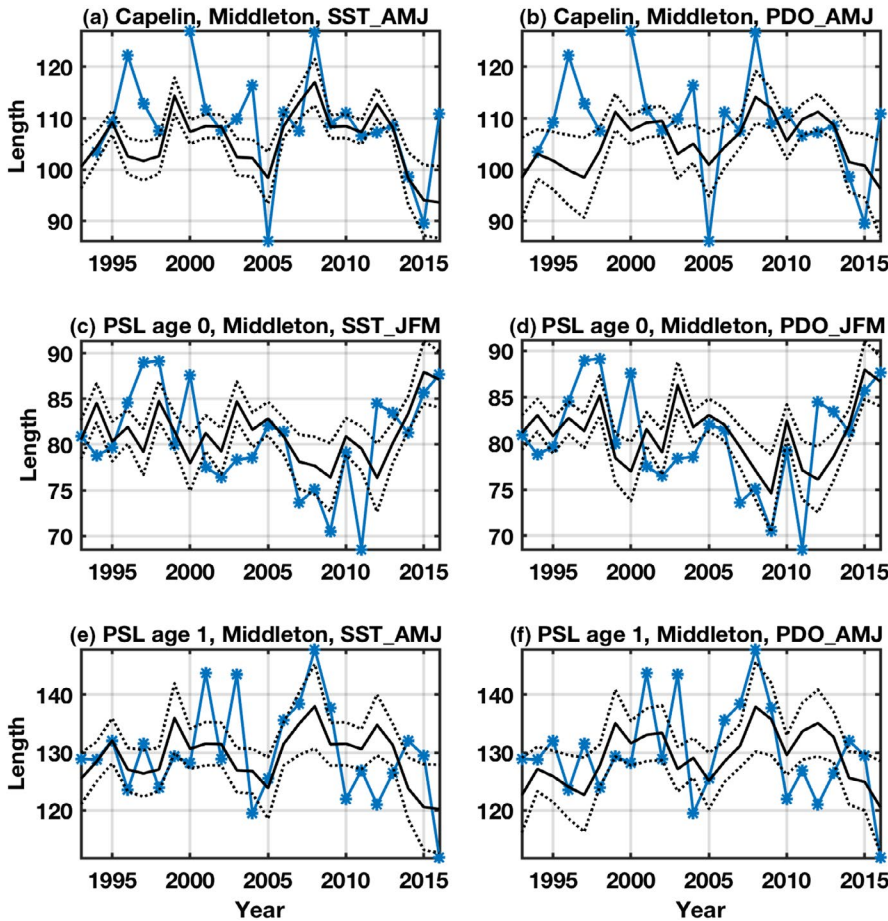 (a) Capelin, Middleton, SST_AMJ
Length
120
110
100
90
1995 2000 2005 2010 2015
(b) Capelin, Middleton, PDO_AMJ
120
110
100
90
1995 2000 2005 2010 2015
(c) PSL age 0, Middleton, SST_JFM
Length
90
85
80
75
70
1995 2000 2005 2010 2015
(d) PSL age 0, Middleton, PDO_JFM
90
85
80
75
70
1995 2000 2005 2010 2015
(e) PSL age 1, Middleton, SST_AMJ
Length
140
130
120
1995 2000 2005 2010 2015
Year
(f) PSL age 1, Middleton, PDO_AMJ
140
130
120
1995 2000 2005 2010 2015
Year